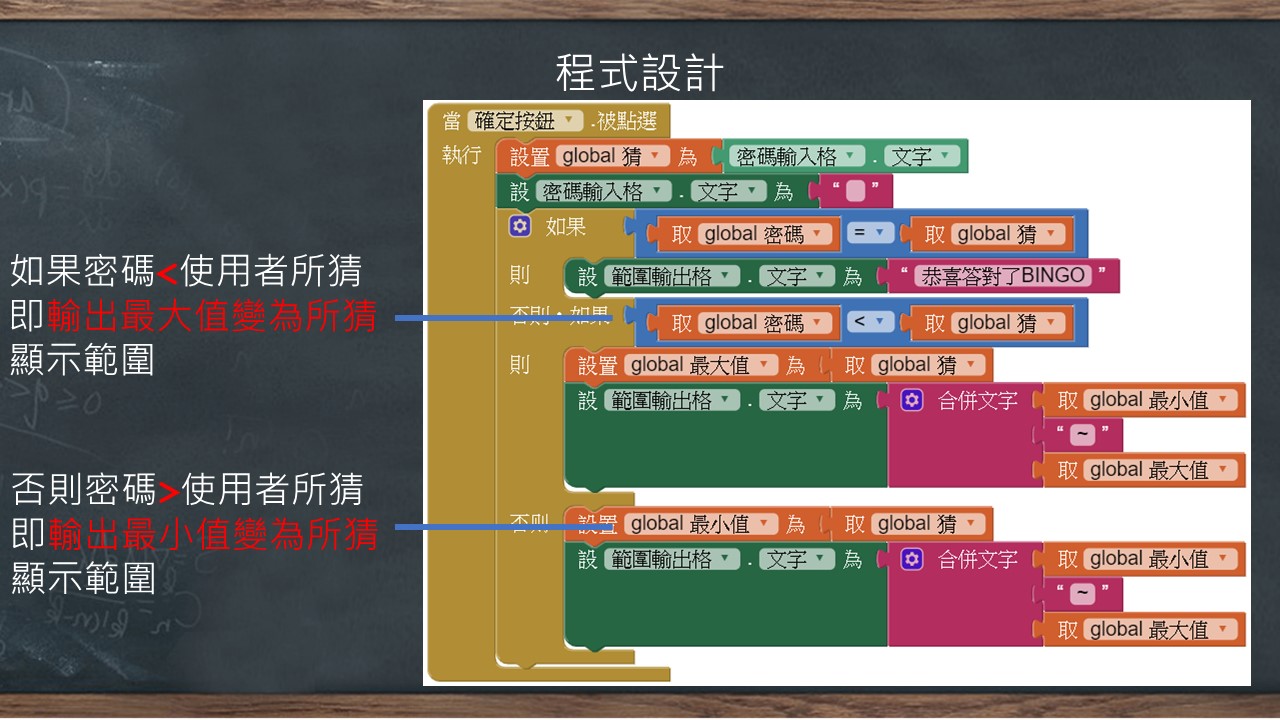 程式設計
如果密碼<使用者所猜
即輸出最大值變為所猜
顯示範圍
否則密碼>使用者所猜
即輸出最小值變為所猜
顯示範圍
當 確定按鈕 .被點選
執行 設置 global 猜 為 密碼輸入格 . 文字
設 密碼輸入格 . 文字 為 “ ”
如果 取 global 密碼 = 取 global 猜
則 設 範圍輸出格 . 文字 為 “ 恭喜答對了BINGO ”
否則,如果 取 global 密碼 < 取 global 猜
則 設置 global 最大值 為 取 global 猜
設 範圍輸出格 . 文字 為 合併文字 取 global 最小值
“ ~ ”
取 global 最大值
否則 設置 global 最小值 為 取 global 猜
設 範圍輸出格 . 文字 為 合併文字 取 global 最小值
“ ~ ”
取 global 最大值